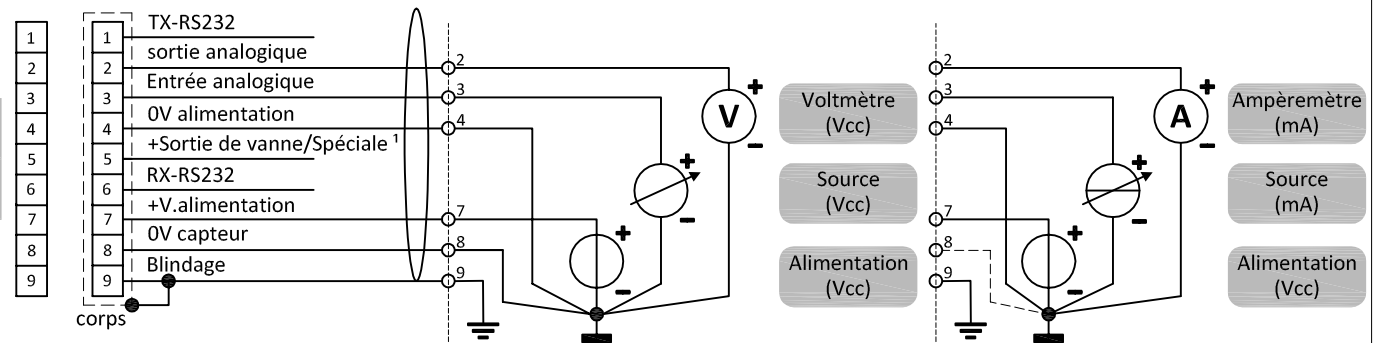 1
2
3
4
5
6
7
8
9
1
2
3
4
5
6
7
8
9
TX-RS232
sortie analogique
Entrée analogique
0V alimentation
+Sortie de vanne/Spéciale ¹
RX-RS232
+V.alimentation
0V capteur
Blindage
corps
2
3
4
7
8
9
V
+
−
+
−
+
−
Voltmètre
(Vcc)
Source
(Vcc)
Alimentation
(Vcc)
2
3
4
7
8
9
A
+
−
+
−
+
−
Ampèremètre
(mA)
Source
(mA)
Alimentation
(Vcc)